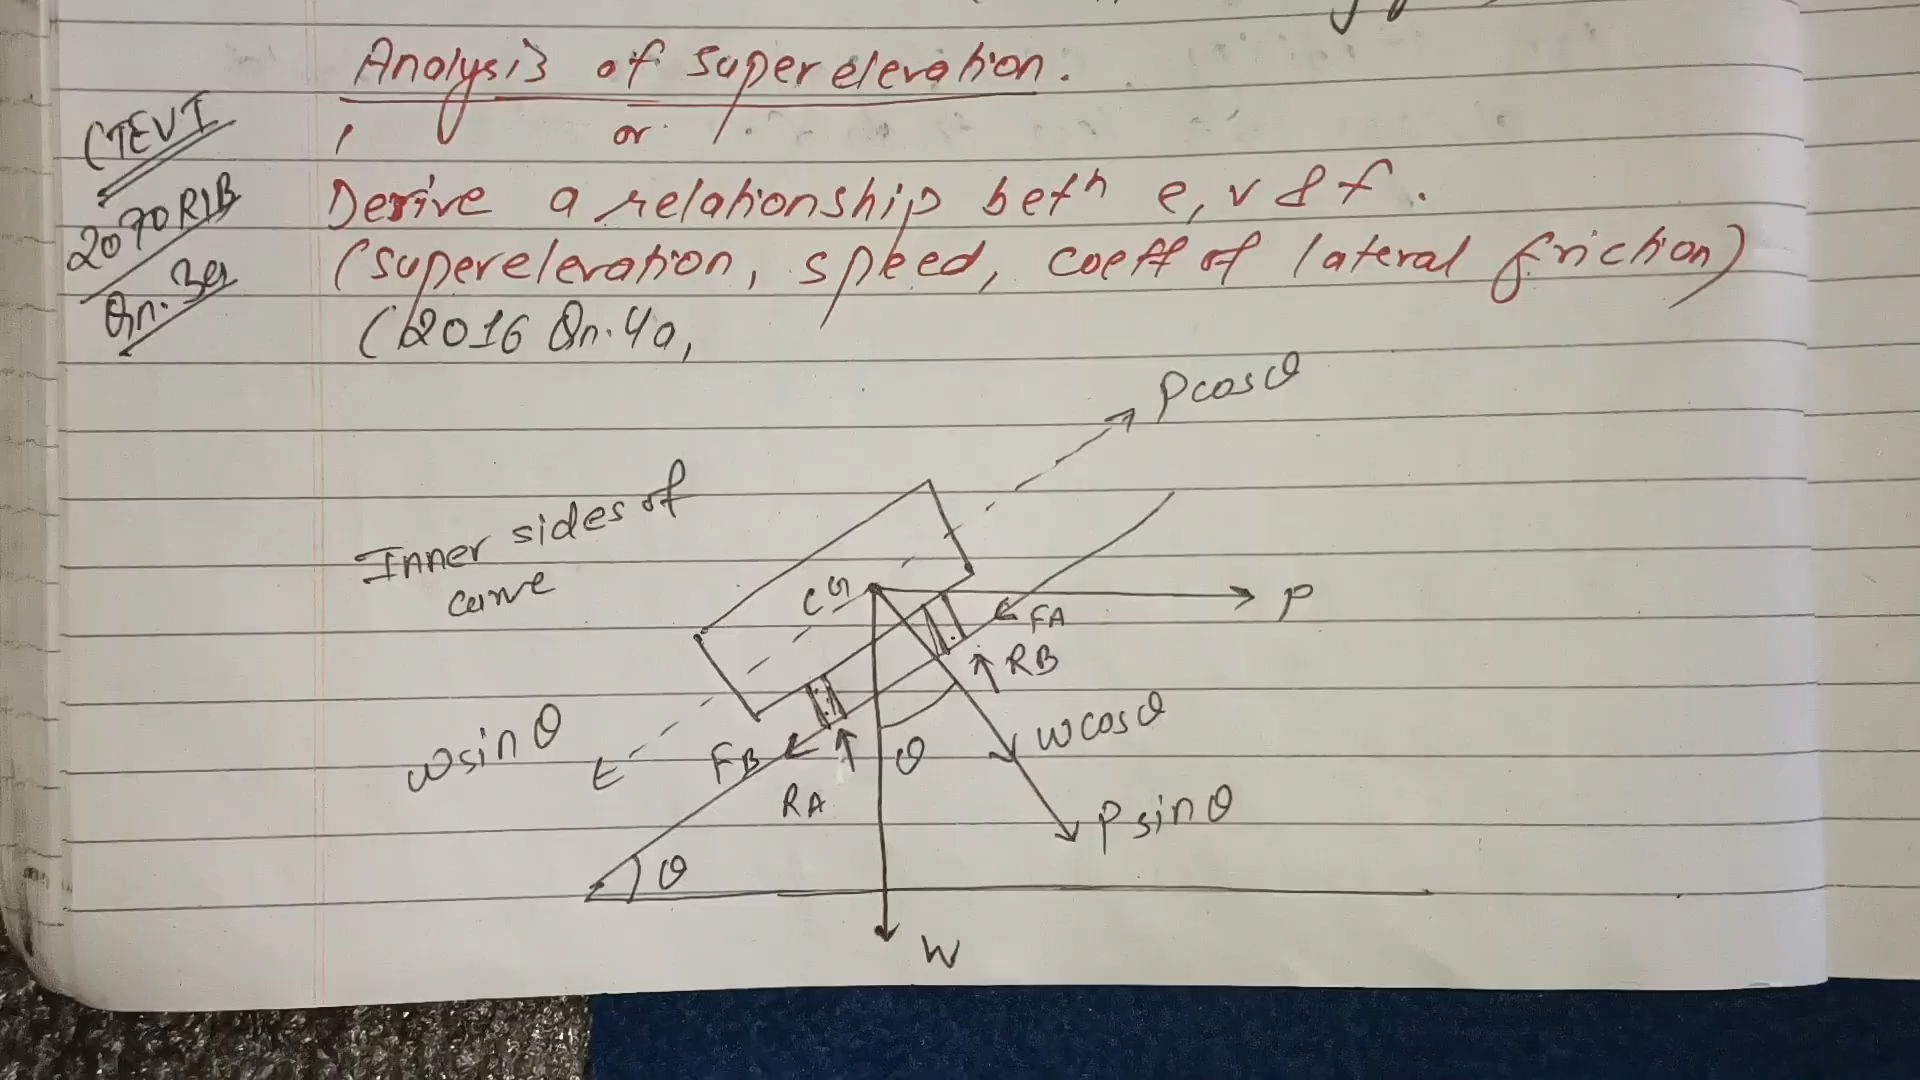 Analysis of superelevation.
or
CTEVT
2070 R/B
Qn. 3a
Derive a relationship betn e, v & f.
(superelevation, speed, coeff of lateral friction)
(2016 Qn. 4a,
P cos θ
Inner sides of
curve
CG
P
FA
RB
w sin θ
FB
RA
θ
w cos θ
P sin θ
θ
W